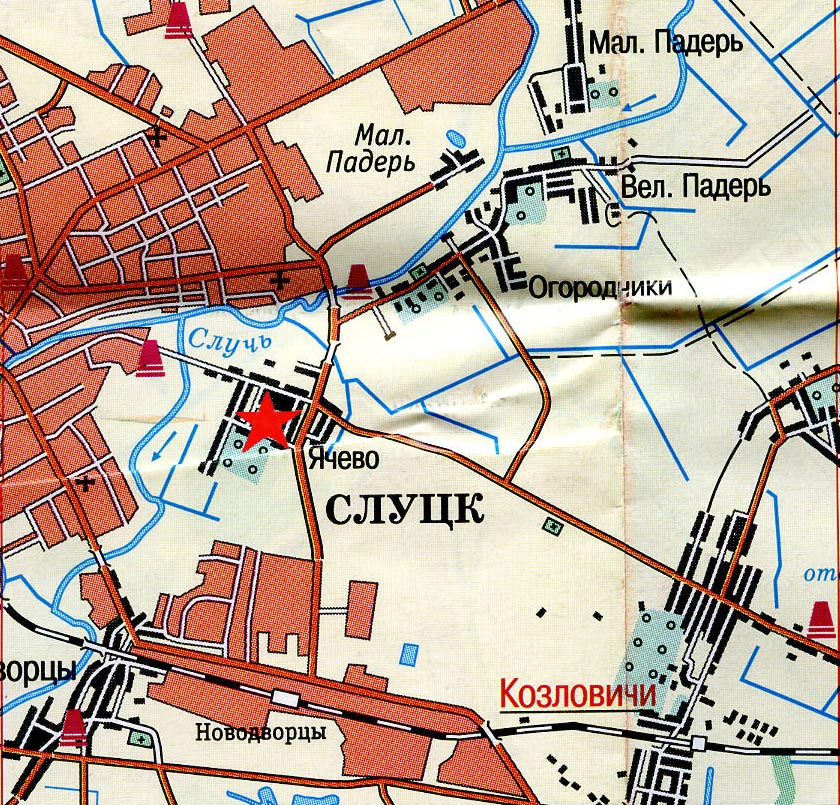 Мал. Падерь
Мал.
Падерь
Вел. Падерь
Огородники
Случь
Ячево
СЛУЦК
от
ворцы
Козловичи
Новодворцы